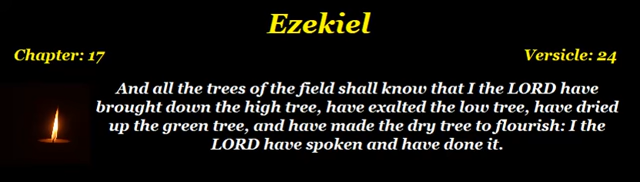 Ezekiel
Chapter: 17 Versicle: 24
And all the trees of the field shall know that I the LORD have
brought down the high tree, have exalted the low tree, have dried
up the green tree, and have made the dry tree to flourish: I the
LORD have spoken and have done it.